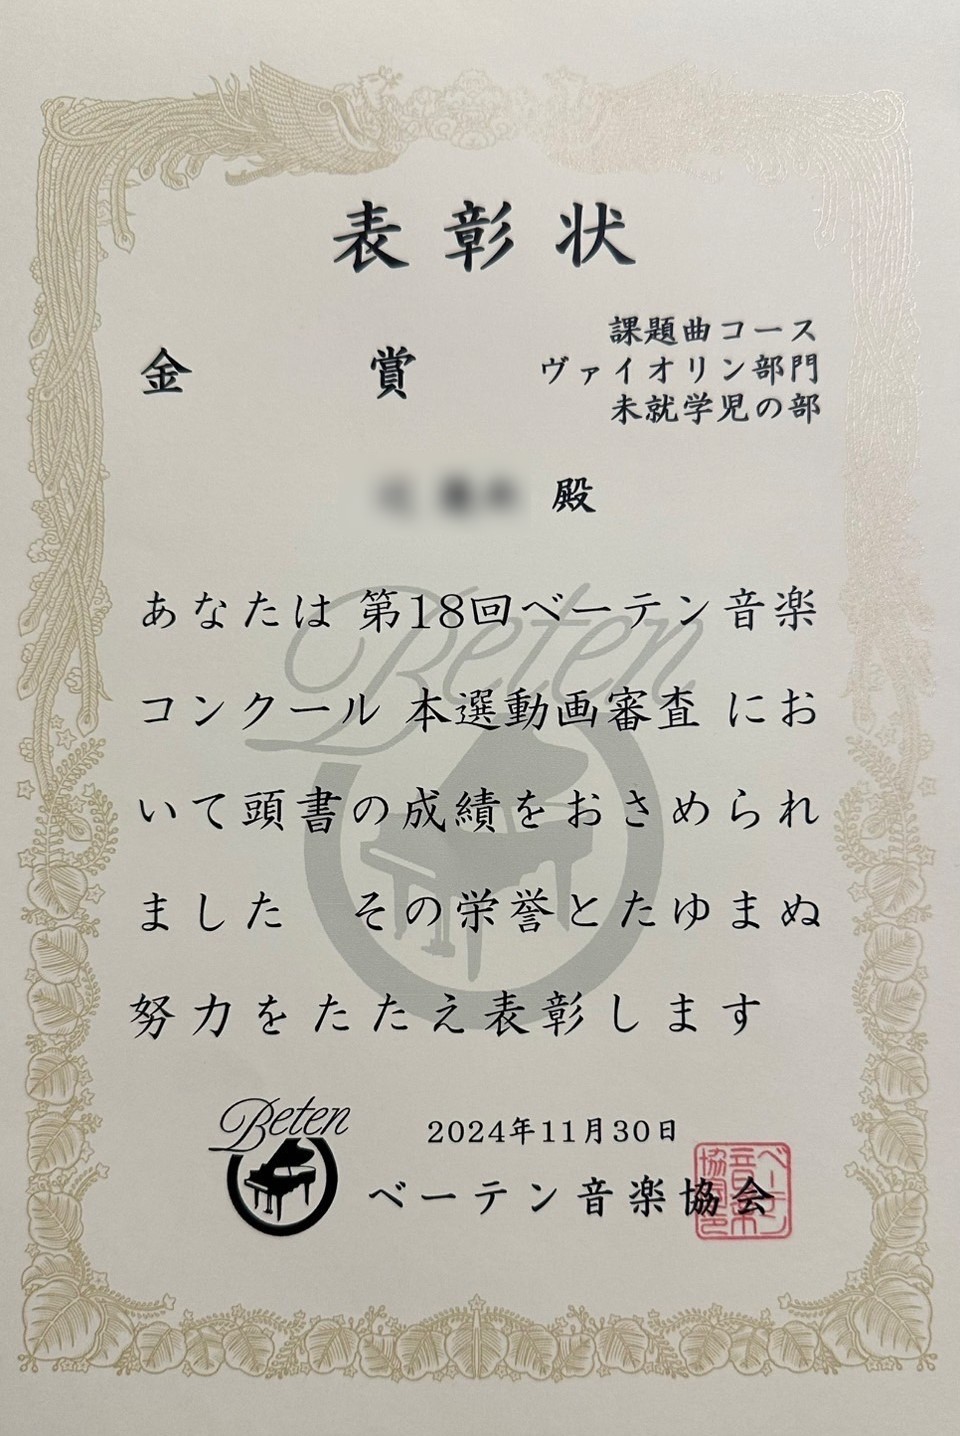 表彰状
金賞
課題曲コース
ヴァイオリン部門
未就学児の部
殿
あなたは 第18回ベーテン音楽
コンクール 本選動画審査 にお
いて頭書の成績をおさめられ
ました その栄誉とたゆまぬ
努力をたたえ表彰します
Beten
Beten
2024年11月30日
ベーテン音楽協会